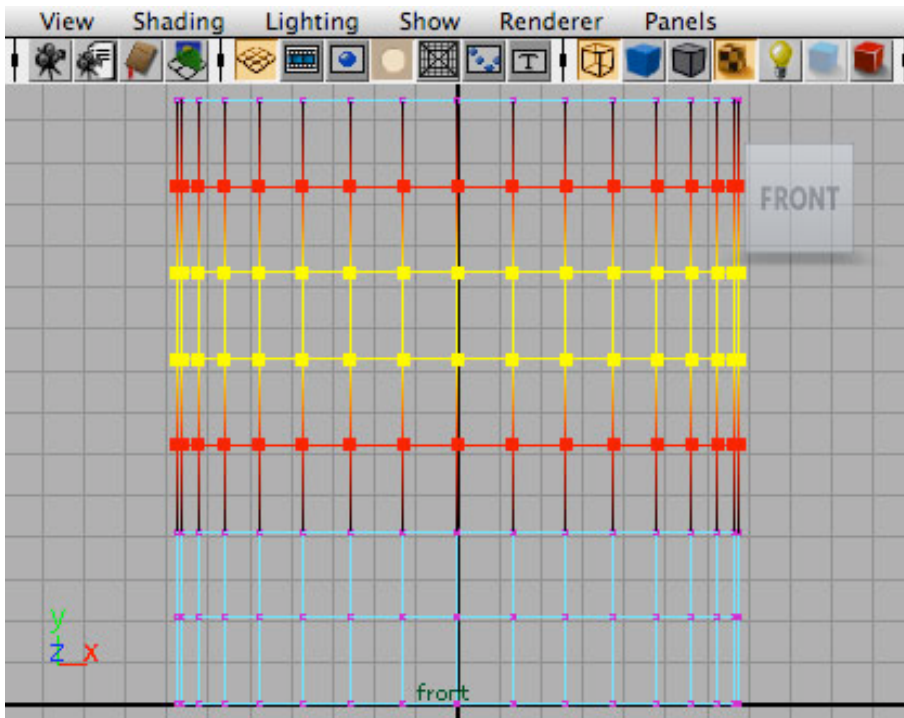 View Shading Lighting Show Renderer Panels
T
FRONT
y
z x
front